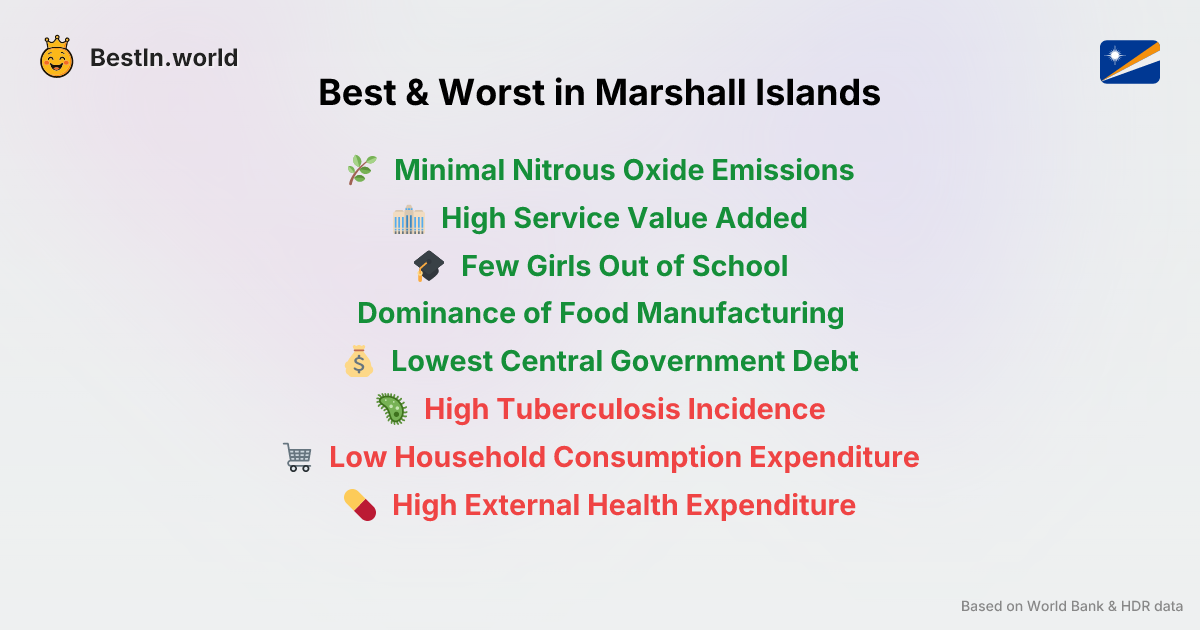 BestIn.world
Best & Worst in Marshall Islands
Minimal Nitrous Oxide Emissions
High Service Value Added
Few Girls Out of School
Dominance of Food Manufacturing
Lowest Central Government Debt
High Tuberculosis Incidence
Low Household Consumption Expenditure
High External Health Expenditure
Based on World Bank & HDR data